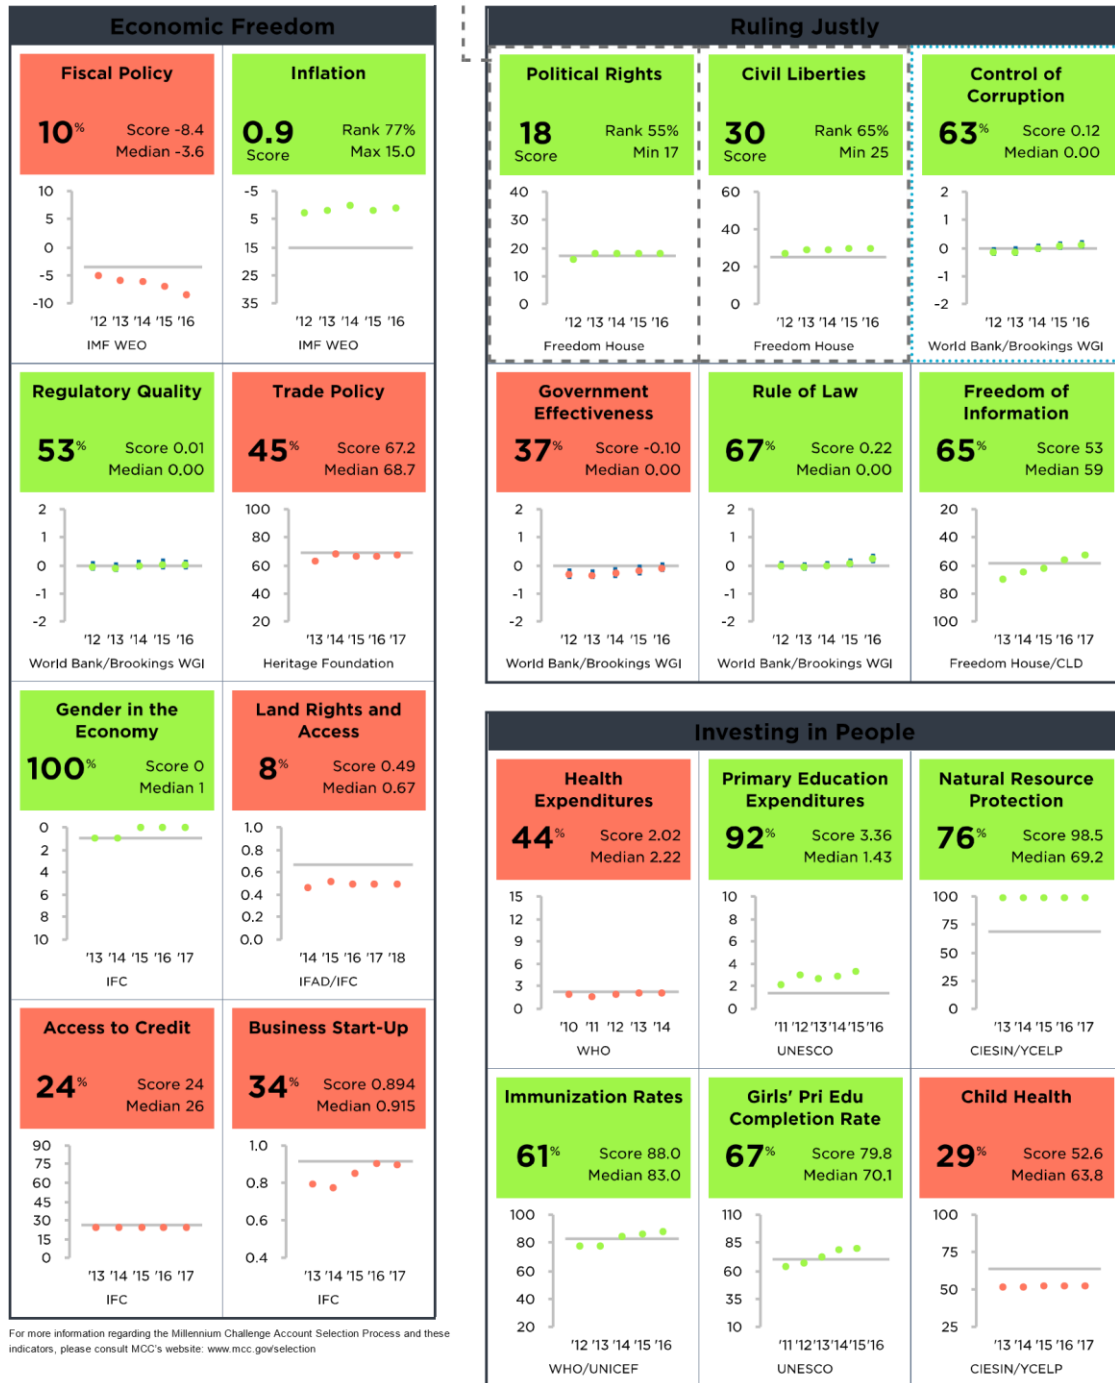 Economic Freedom
Fiscal Policy
10%
Score -8.4
Median -3.6
10
5
0
-5
-10
'12 '13 '14 '15 '16
IMF WEO
Inflation
0.9
Score
Rank 77%
Max 15.0
-5
5
15
25
35
'12 '13 '14 '15 '16
IMF WEO
Regulatory Quality
53%
Score 0.01
Median 0.00
2
1
0
-1
-2
'12 '13 '14 '15 '16
World Bank/Brookings WGI
Trade Policy
45%
Score 67.2
Median 68.7
100
80
60
40
20
'13 '14 '15 '16 '17
Heritage Foundation
Gender in the
Economy
100%
Score 0
Median 1
0
2
4
6
8
10
'13 '14 '15 '16 '17
IFC
Land Rights and
Access
8%
Score 0.49
Median 0.67
1.0
0.8
0.6
0.4
0.2
0.0
'14 '15 '16 '17 '18
IFAD/IFC
Access to Credit
24%
Score 24
Median 26
90
75
60
45
30
15
0
'13 '14 '15 '16 '17
IFC
Business Start-Up
34%
Score 0.894
Median 0.915
1.0
0.8
0.6
0.4
'13 '14 '15 '16 '17
IFC
For more information regarding the Millennium Challenge Account Selection Process and these
indicators, please consult MCC's website: www.mcc.gov/selection
Ruling Justly
Political Rights
18
Score
Rank 55%
Min 17
40
30
20
10
0
'12 '13 '14 '15 '16
Freedom House
Civil Liberties
30
Score
Rank 65%
Min 25
60
40
20
0
'12 '13 '14 '15 '16
Freedom House
Control of
Corruption
63%
Score 0.12
Median 0.00
2
1
0
-1
-2
'12 '13 '14 '15 '16
World Bank/Brookings WGI
Government
Effectiveness
37%
Score -0.10
Median 0.00
2
1
0
-1
-2
'12 '13 '14 '15 '16
World Bank/Brookings WGI
Rule of Law
67%
Score 0.22
Median 0.00
2
1
0
-1
-2
'12 '13 '14 '15 '16
World Bank/Brookings WGI
Freedom of
Information
65%
Score 53
Median 59
20
40
60
80
100
'13 '14 '15 '16 '17
Freedom House/CLD
Investing in People
Health
Expenditures
44%
Score 2.02
Median 2.22
15
12
9
6
3
0
'10 '11 '12 '13 '14
WHO
Primary Education
Expenditures
92%
Score 3.36
Median 1.43
10
8
6
4
2
0
'11 '12 '13 '14 '15 '16
UNESCO
Natural Resource
Protection
76%
Score 98.5
Median 69.2
100
75
50
25
0
'13 '14 '15 '16 '17
CIESIN/YCELP
Immunization Rates
61%
Score 88.0
Median 83.0
100
80
60
40
20
'12 '13 '14 '15 '16
WHO/UNICEF
Girls' Pri Edu
Completion Rate
67%
Score 79.8
Median 70.1
110
85
60
35
10
'11 '12 '13 '14 '15 '16
UNESCO
Child Health
29%
Score 52.6
Median 63.8
100
75
50
25
'13 '14 '15 '16 '17
CIESIN/YCELP